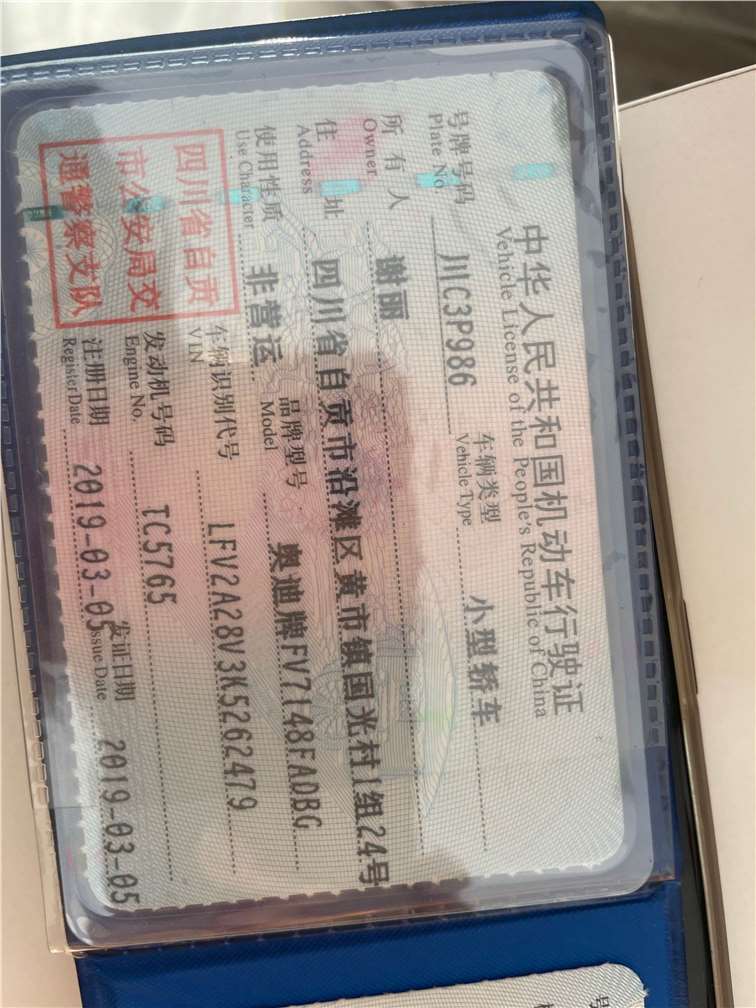 中华人民共和国机动车行驶证
Vehicle License of the People's Republic of China
号牌号码 川C3P986 车辆类型 小型轿车
Plate No. Vehicle Type
所有人 谢丽
Owner
住址 四川省自贡市沿滩区黄市镇国光村1组24号
Address
使用性质 非营运 品牌型号 奥迪牌FV7148FADBG
Use Character Model
四川省自贡
市公安局交
通警察支队
车辆识别代号 LFV2A28V3K5262479
VIN
发动机号码 TC5765
Engine No.
注册日期 2019-03-05 发证日期 2019-03-05
Register Date Issue Date